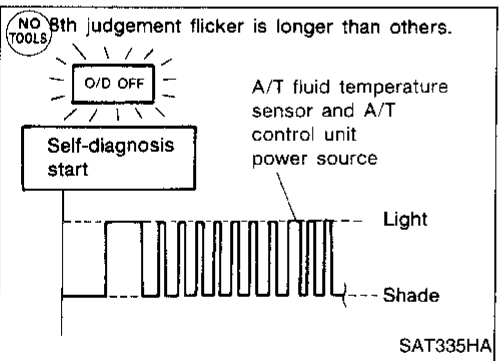 NO TOOLS 8th judgement flicker is longer than others.
O/D OFF
A/T fluid temperature
sensor and A/T
control unit
power source
Self-diagnosis
start
Light
Shade
SAT335HA